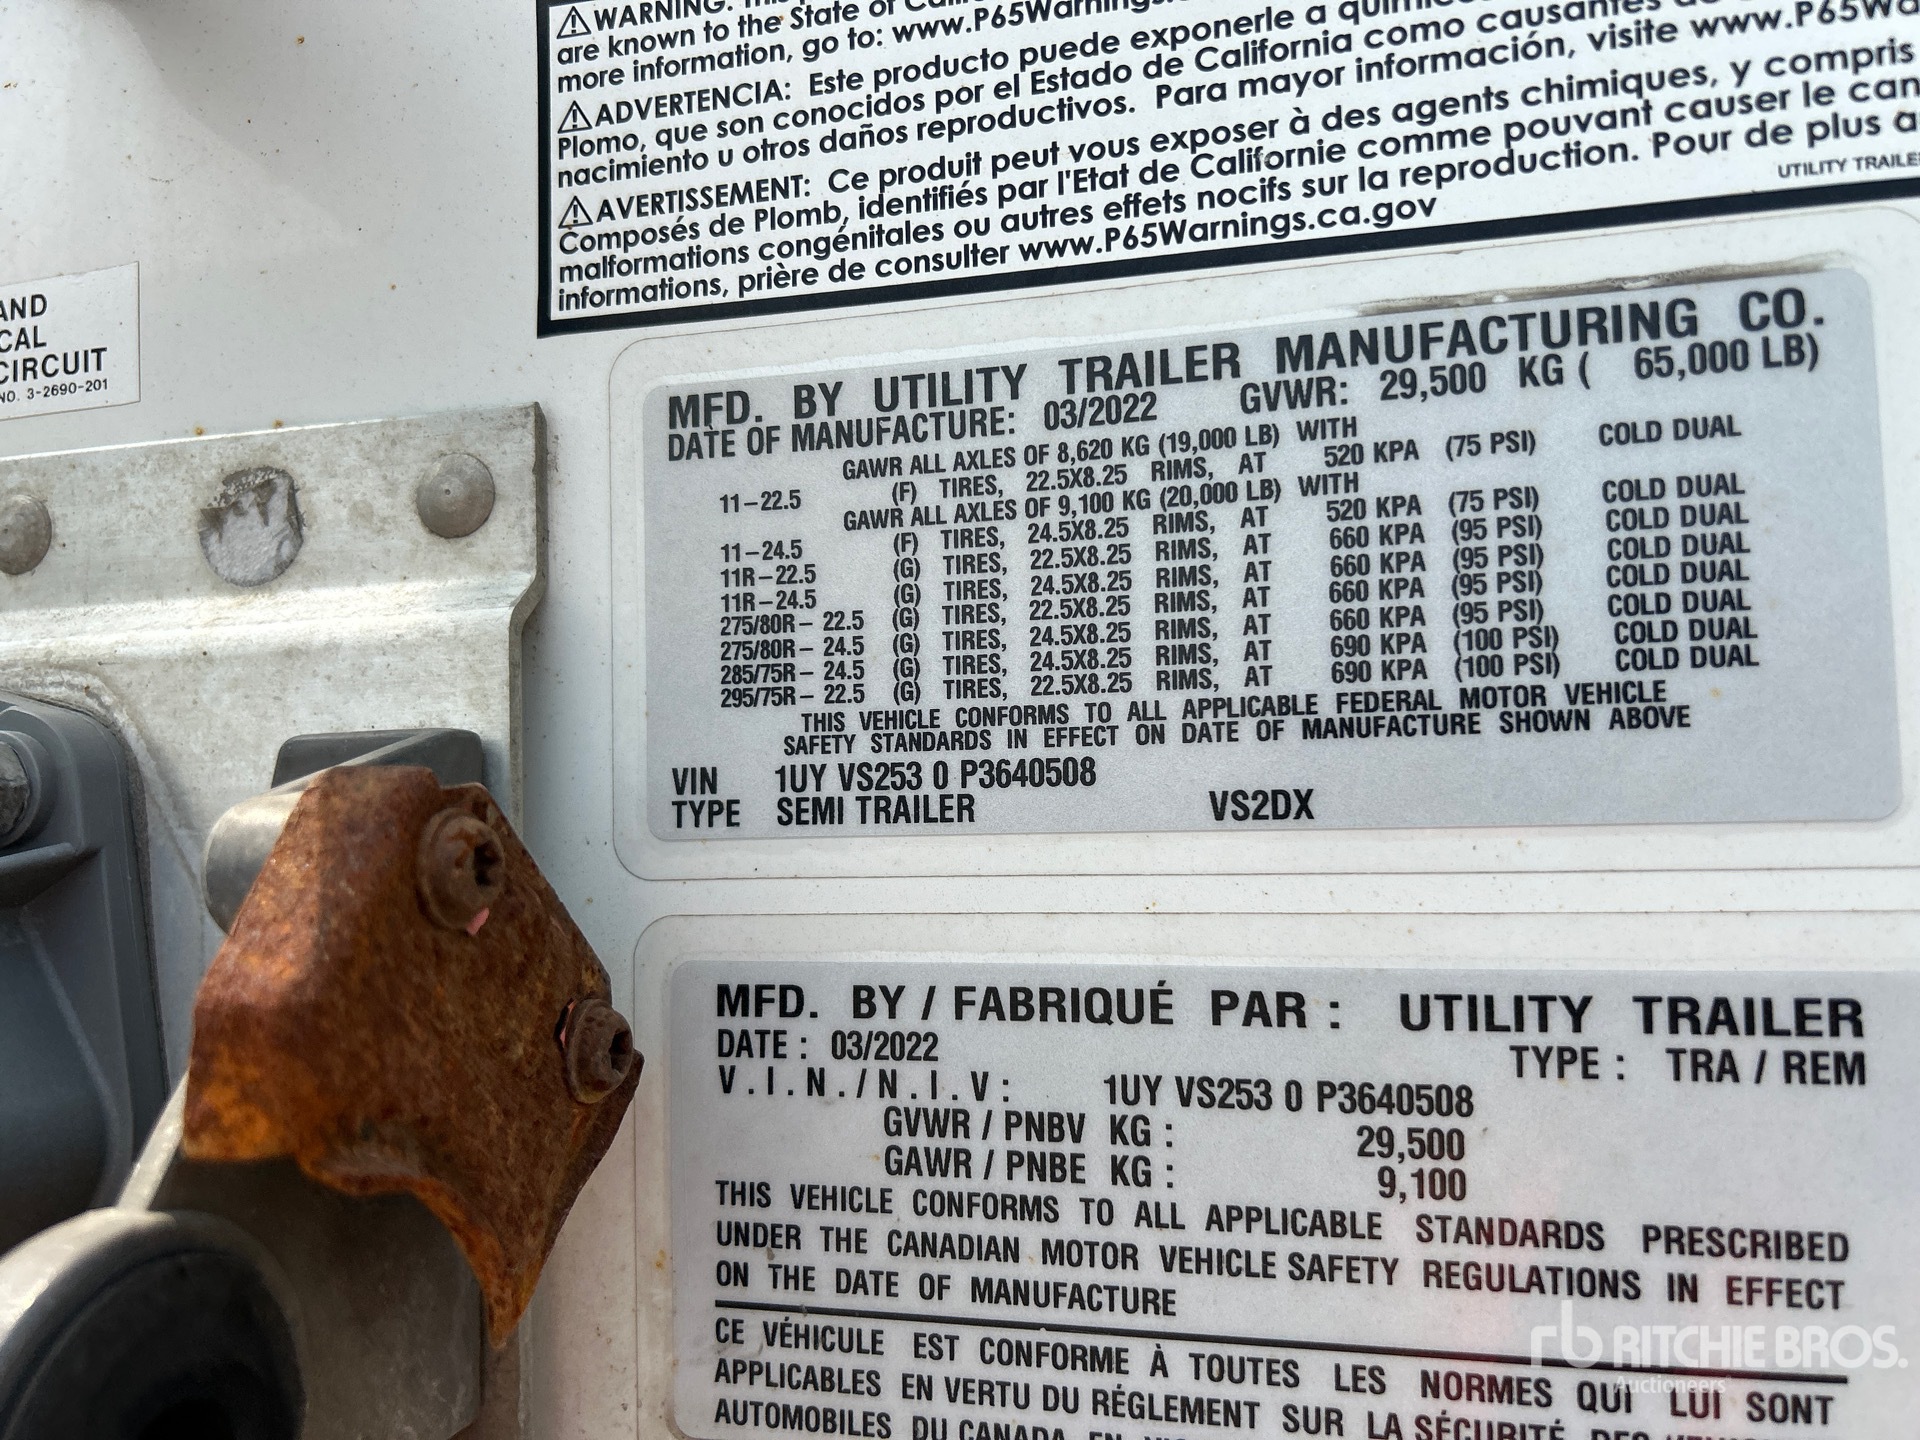 WARNING:
are known to the State of
more information, go to: www.P65Warnings.
ADVERTENCIA: Este producto puede exponerle a
Plomo, que son conocidos por el Estado de California como causantes
nacimiento u otros daños reproductivos. Para mayor información, visite www.P65Wa
AVERTISSEMENT: Ce produit peut vous exposer à des agents chimiques, y compris
Composés de Plomb, identifiés par l'Etat de Californie comme pouvant causer le can
malformations congénitales ou autres effets nocifs sur la reproduction. Pour de plus a
informations, prière de consulter www.P65Warnings.ca.gov
UTILITY TRAILE
AND
CAL
CIRCUIT
NO. 3-2690-201
MFD. BY UTILITY TRAILER MANUFACTURING CO.
DATE OF MANUFACTURE: 03/2022 GVWR: 29,500 KG ( 65,000 LB)
GAWR ALL AXLES OF 8,620 KG (19,000 LB) WITH
11-22.5 (F) TIRES, 22.5X8.25 RIMS, AT 520 KPA (75 PSI) COLD DUAL
GAWR ALL AXLES OF 9,100 KG (20,000 LB) WITH
11-24.5 (F) TIRES, 24.5X8.25 RIMS, AT 520 KPA (75 PSI) COLD DUAL
11R-22.5 (G) TIRES, 22.5X8.25 RIMS, AT 660 KPA (95 PSI) COLD DUAL
11R-24.5 (G) TIRES, 24.5X8.25 RIMS, AT 660 KPA (95 PSI) COLD DUAL
275/80R- 22.5 (G) TIRES, 22.5X8.25 RIMS, AT 660 KPA (95 PSI) COLD DUAL
275/80R- 24.5 (G) TIRES, 24.5X8.25 RIMS, AT 660 KPA (95 PSI) COLD DUAL
285/75R- 24.5 (G) TIRES, 24.5X8.25 RIMS, AT 690 KPA (100 PSI) COLD DUAL
295/75R- 22.5 (G) TIRES, 22.5X8.25 RIMS, AT 690 KPA (100 PSI) COLD DUAL
THIS VEHICLE CONFORMS TO ALL APPLICABLE FEDERAL MOTOR VEHICLE
SAFETY STANDARDS IN EFFECT ON DATE OF MANUFACTURE SHOWN ABOVE
VIN 1UY VS253 0 P3640508
TYPE SEMI TRAILER VS2DX
MFD. BY / FABRIQUÉ PAR : UTILITY TRAILER
DATE : 03/2022 TYPE : TRA / REM
V.I.N./N.I.V: 1UY VS253 0 P3640508
GVWR / PNBV KG : 29,500
GAWR / PNBE KG : 9,100
THIS VEHICLE CONFORMS TO ALL APPLICABLE STANDARDS PRESCRIBED
UNDER THE CANADIAN MOTOR VEHICLE SAFETY REGULATIONS IN EFFECT
ON THE DATE OF MANUFACTURE
CE VÉHICULE EST CONFORME À TOUTES LES NORMES QUI LUI SONT
APPLICABLES EN VERTU DU RÉGLEMENT SUR LA SÉCURITÉ DES
AUTOMOBILES DU CANADA EN
rb RITCHIE BROS.
Auctioneers